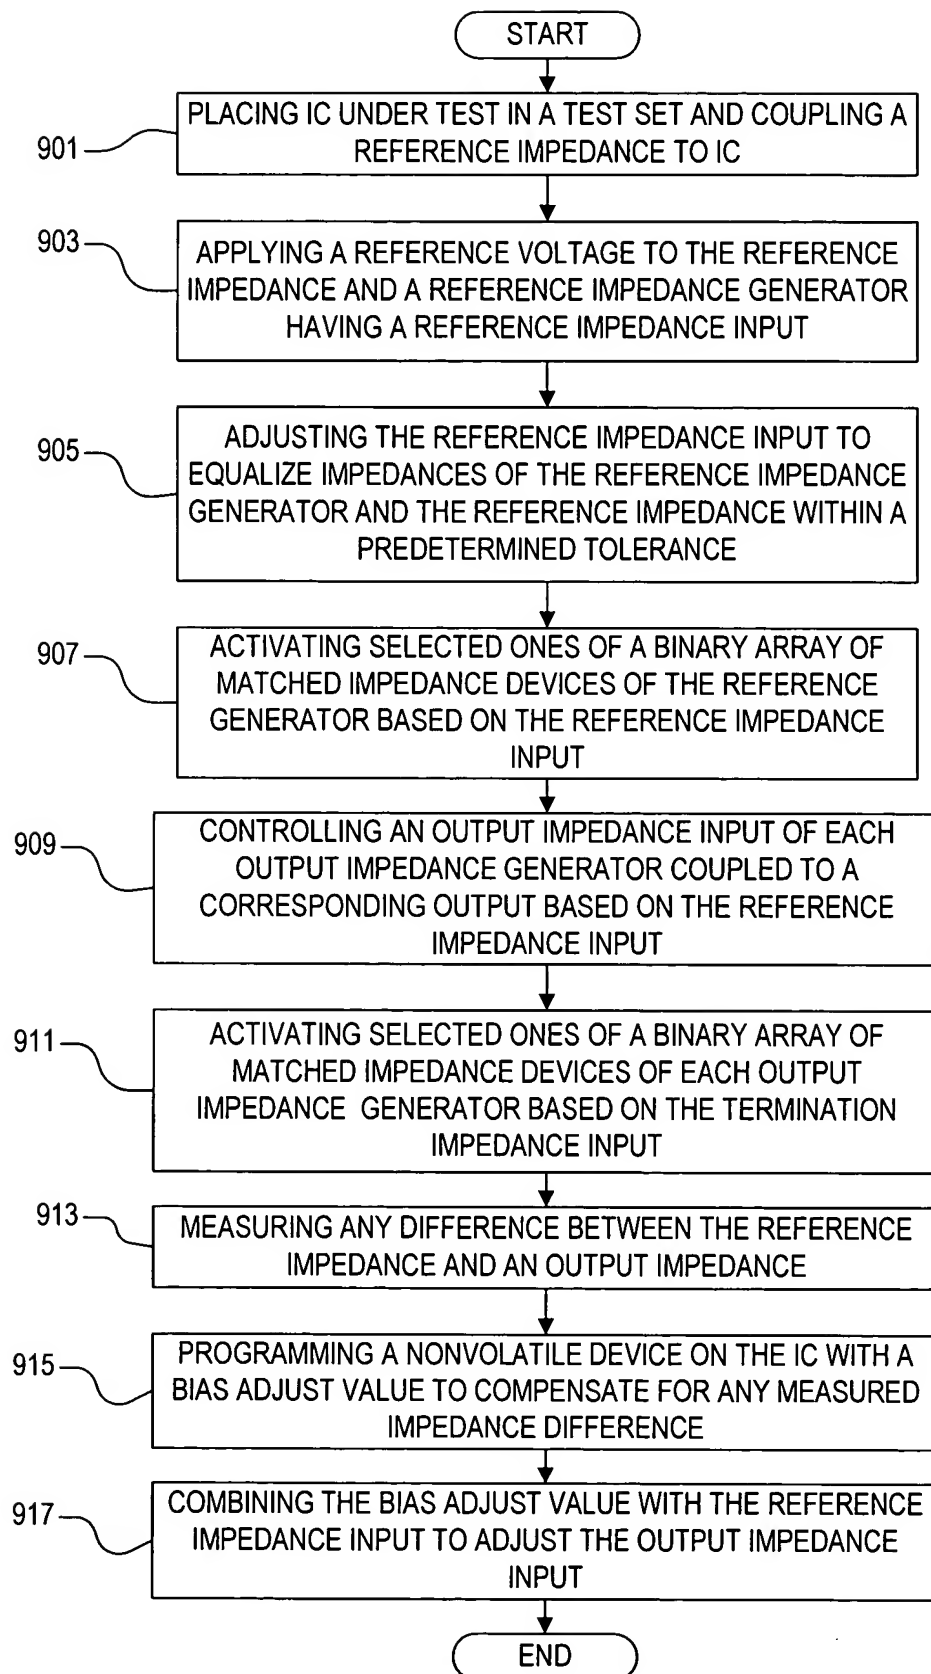 START
901
PLACING IC UNDER TEST IN A TEST SET AND COUPLING A
REFERENCE IMPEDANCE TO IC
903
APPLYING A REFERENCE VOLTAGE TO THE REFERENCE
IMPEDANCE AND A REFERENCE IMPEDANCE GENERATOR
HAVING A REFERENCE IMPEDANCE INPUT
905
ADJUSTING THE REFERENCE IMPEDANCE INPUT TO
EQUALIZE IMPEDANCES OF THE REFERENCE IMPEDANCE
GENERATOR AND THE REFERENCE IMPEDANCE WITHIN A
PREDETERMINED TOLERANCE
907
ACTIVATING SELECTED ONES OF A BINARY ARRAY OF
MATCHED IMPEDANCE DEVICES OF THE REFERENCE
GENERATOR BASED ON THE REFERENCE IMPEDANCE
INPUT
909
CONTROLLING AN OUTPUT IMPEDANCE INPUT OF EACH
OUTPUT IMPEDANCE GENERATOR COUPLED TO A
CORRESPONDING OUTPUT BASED ON THE REFERENCE
IMPEDANCE INPUT
911
ACTIVATING SELECTED ONES OF A BINARY ARRAY OF
MATCHED IMPEDANCE DEVICES OF EACH OUTPUT
IMPEDANCE GENERATOR BASED ON THE TERMINATION
IMPEDANCE INPUT
913
MEASURING ANY DIFFERENCE BETWEEN THE REFERENCE
IMPEDANCE AND AN OUTPUT IMPEDANCE
915
PROGRAMMING A NONVOLATILE DEVICE ON THE IC WITH A
BIAS ADJUST VALUE TO COMPENSATE FOR ANY MEASURED
IMPEDANCE DIFFERENCE
917
COMBINING THE BIAS ADJUST VALUE WITH THE REFERENCE
IMPEDANCE INPUT TO ADJUST THE OUTPUT IMPEDANCE
INPUT
END